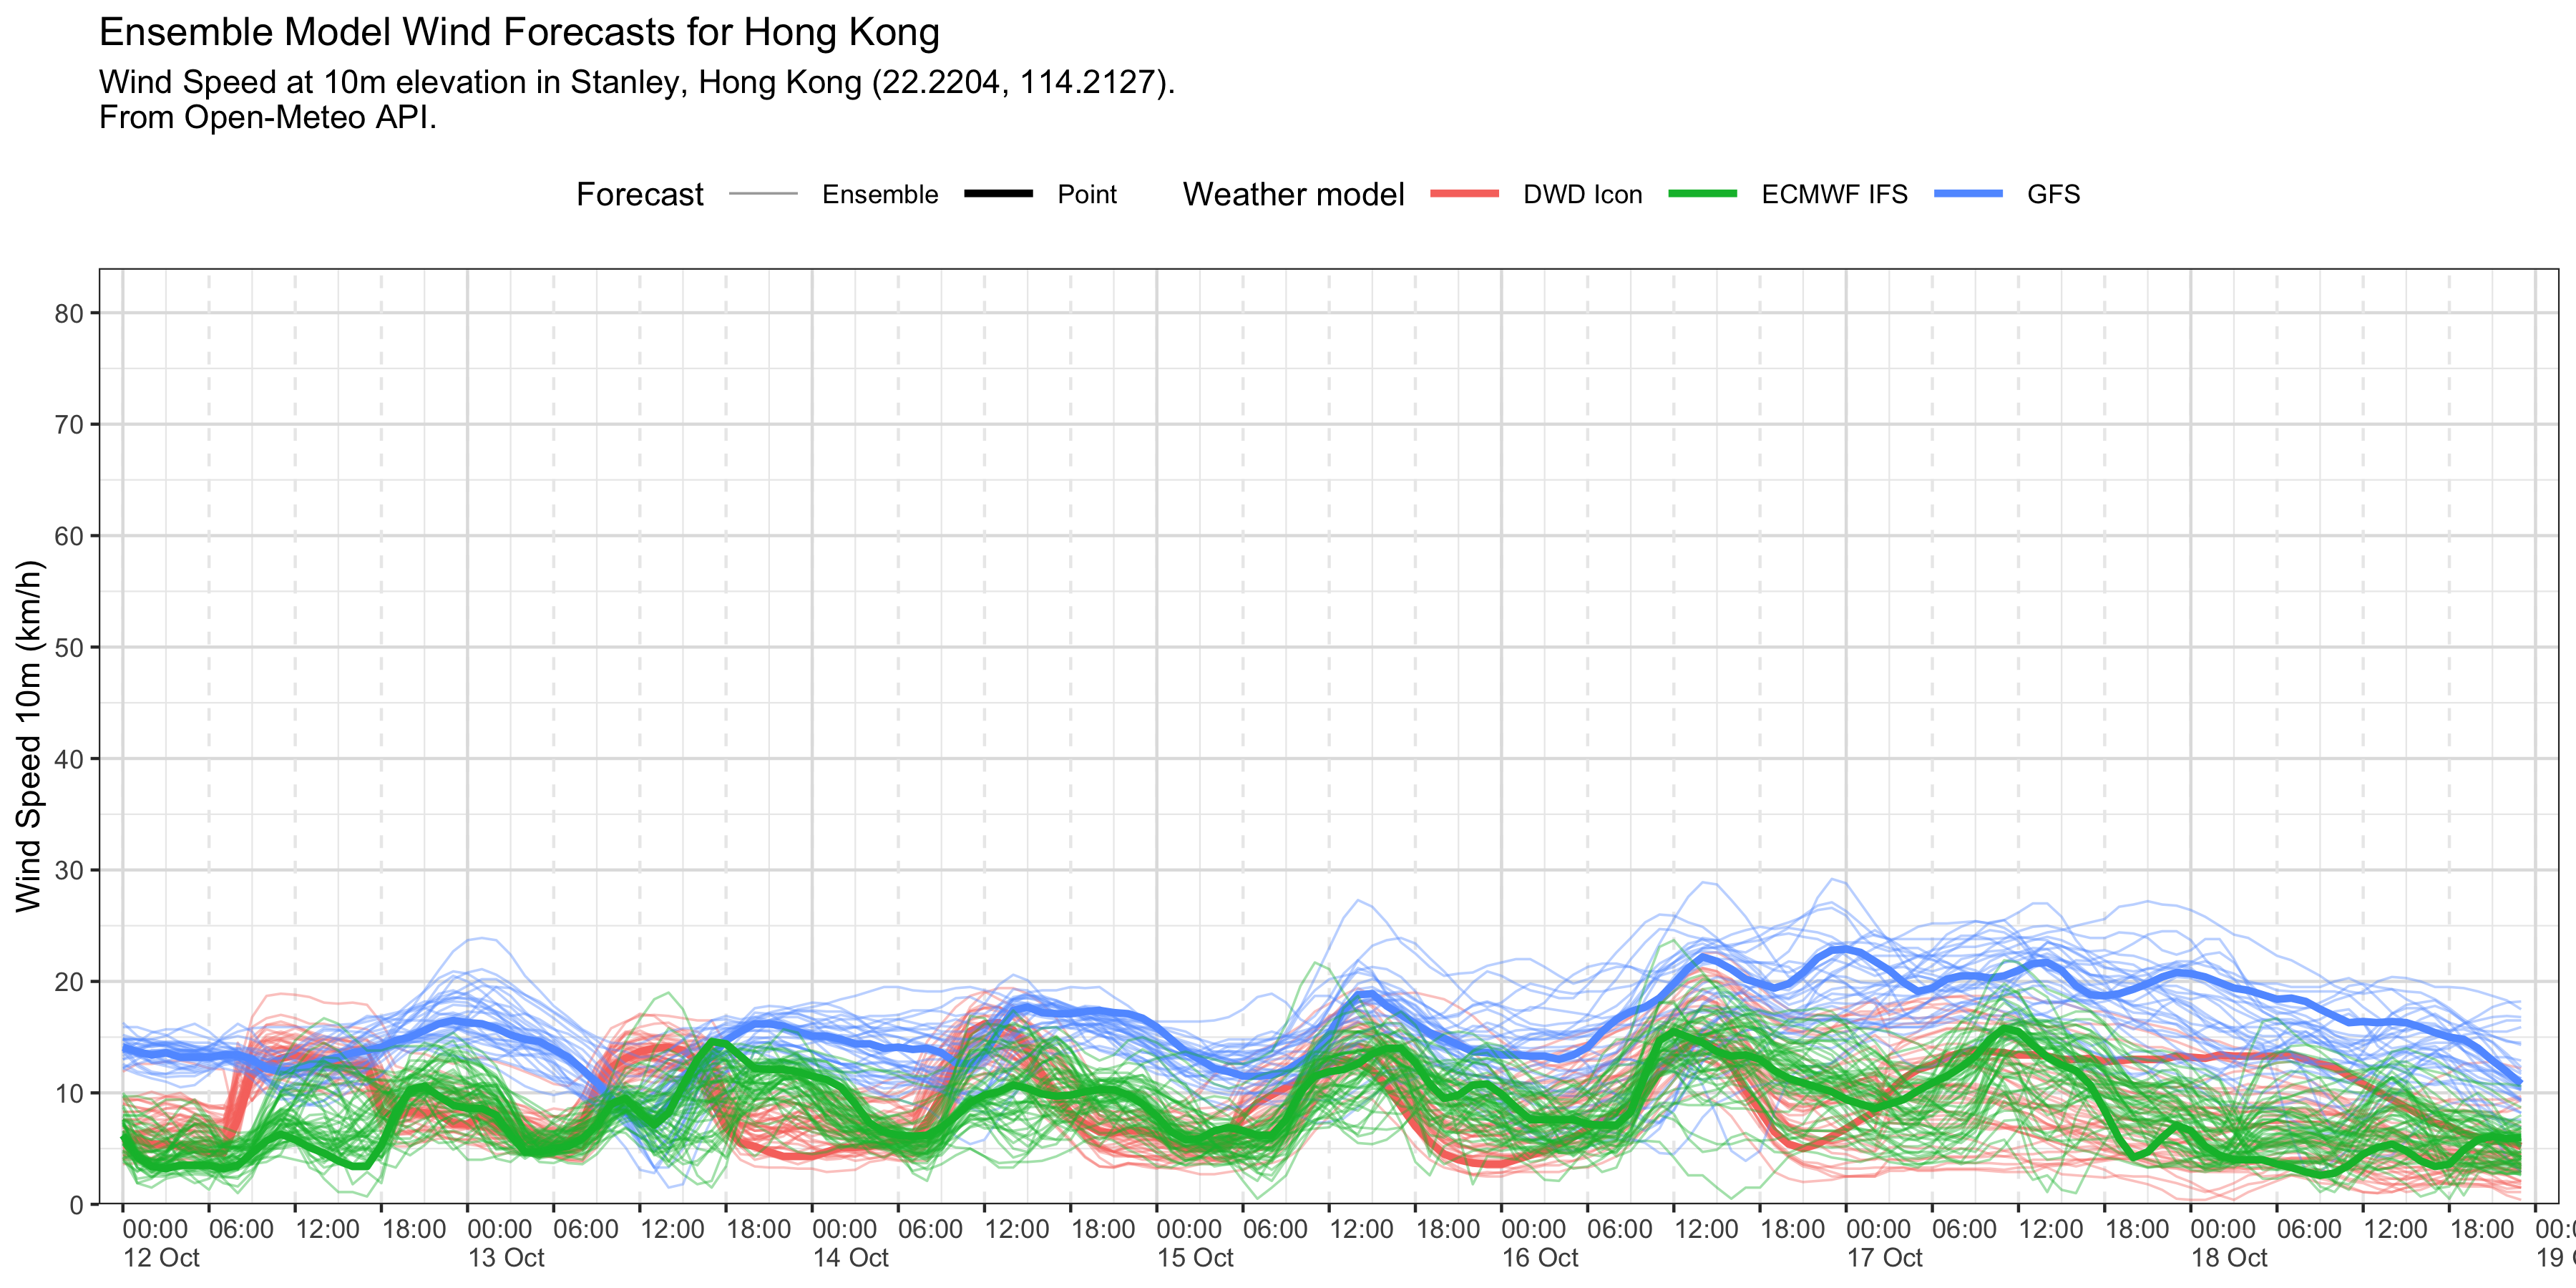 Ensemble Model Wind Forecasts for Hong Kong
Wind Speed at 10m elevation in Stanley, Hong Kong (22.2204, 114.2127).
From Open-Meteo API.
Forecast Ensemble Point Weather model DWD Icon ECMWF IFS GFS
Wind Speed 10m (km/h)
80
70
60
50
40
30
20
10
0
00:00 06:00 12:00 18:00 00:00 06:00 12:00 18:00 00:00 06:00 12:00 18:00 00:00 06:00 12:00 18:00 00:00 06:00 12:00 18:00 00:00 06:00 12:00 18:00 00:00 06:00 12:00 18:00 00:0
12 Oct 13 Oct 14 Oct 15 Oct 16 Oct 17 Oct 18 Oct 19